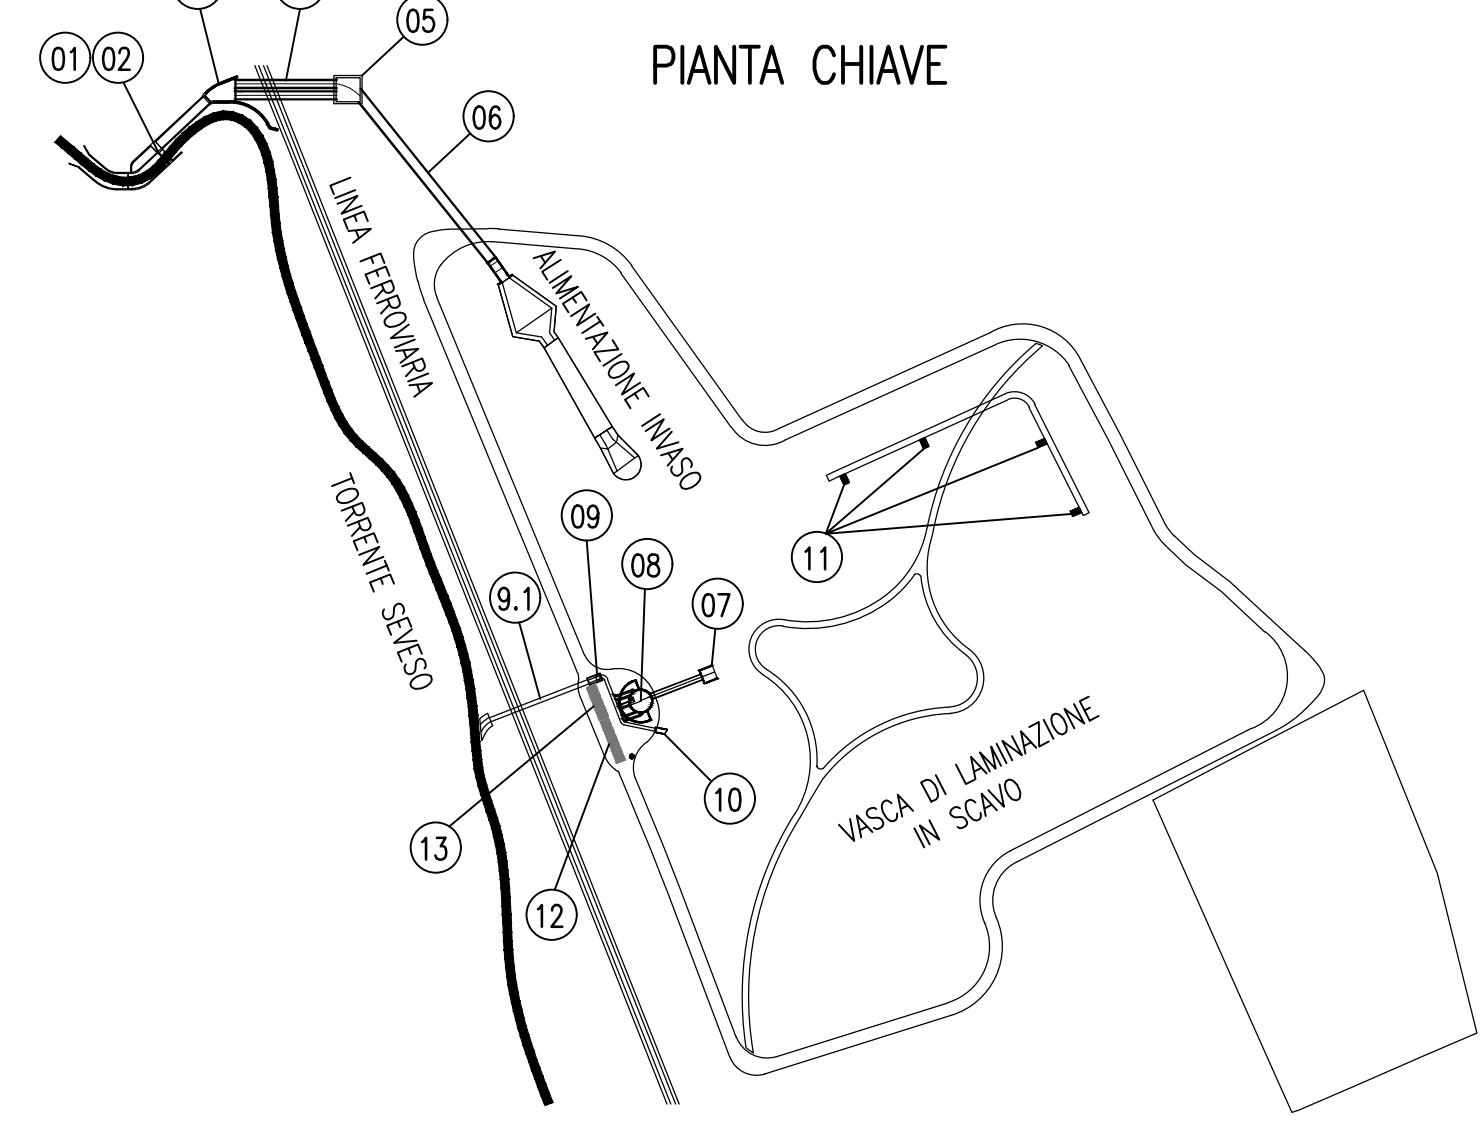 05
PIANTA CHIAVE
01
02
06
LINEA FERROVIARIA
ALIMENTAZIONE INVASO
TORRENTE SEVESO
09
08
11
9.1
07
VASCA DI LAMINAZIONE
IN SCAVO
10
13
12